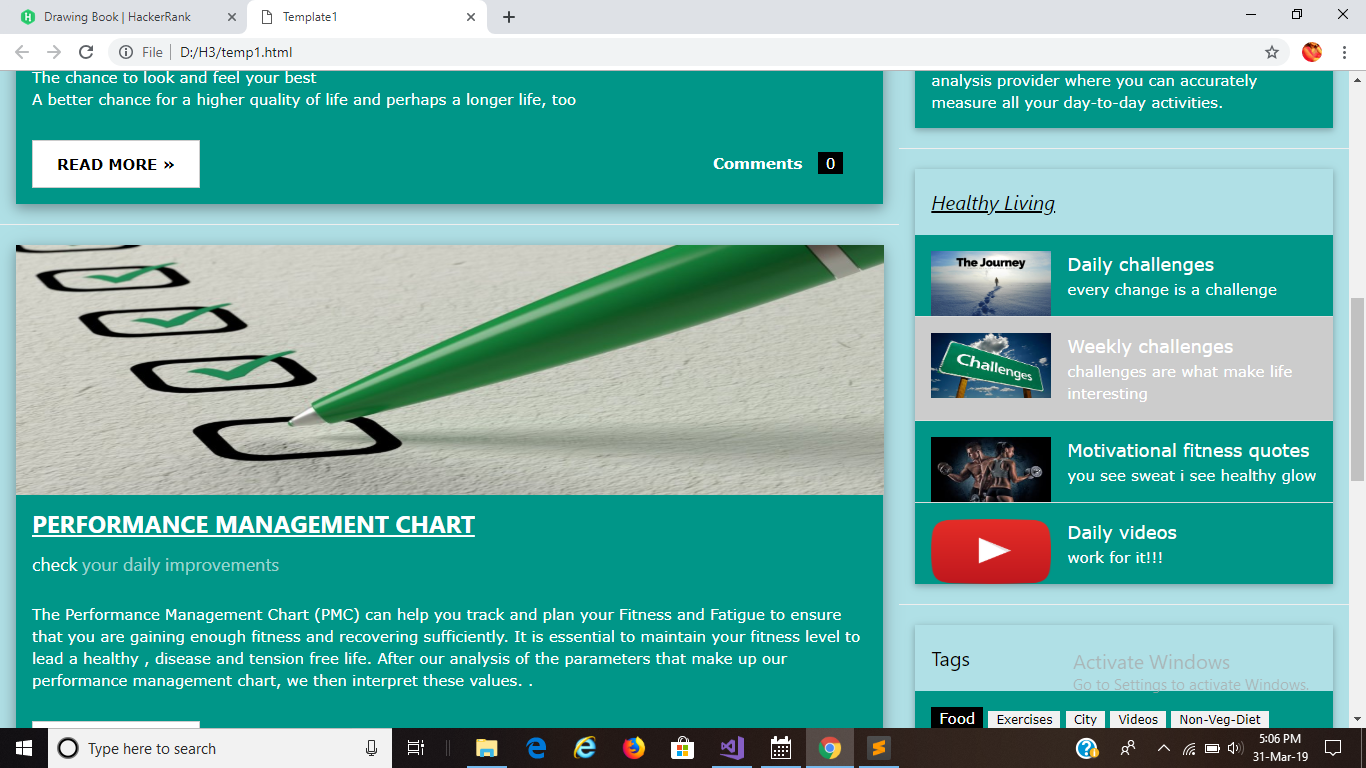 Drawing Book | HackerRank
Template1
File
D:/H3/temp1.html
The chance to look and feel your best
A better chance for a higher quality of life and perhaps a longer life, too
READ MORE »
Comments 0
PERFORMANCE MANAGEMENT CHART
check your daily improvements
The Performance Management Chart (PMC) can help you track and plan your Fitness and Fatigue to ensure
that you are gaining enough fitness and recovering sufficiently. It is essential to maintain your fitness level to
lead a healthy , disease and tension free life. After our analysis of the parameters that make up our
performance management chart, we then interpret these values. .
analysis provider where you can accurately
measure all your day-to-day activities.
Healthy Living
The Journey
Daily challenges
every change is a challenge
Challenges
Weekly challenges
challenges are what make life
interesting
Motivational fitness quotes
you see sweat i see healthy glow
Daily videos
work for it!!!
Tags
Activate Windows
Go to Settings to activate Windows.
Food Exercises City Videos Non-Veg-Diet
Type here to search
5:06 PM
31-Mar-19